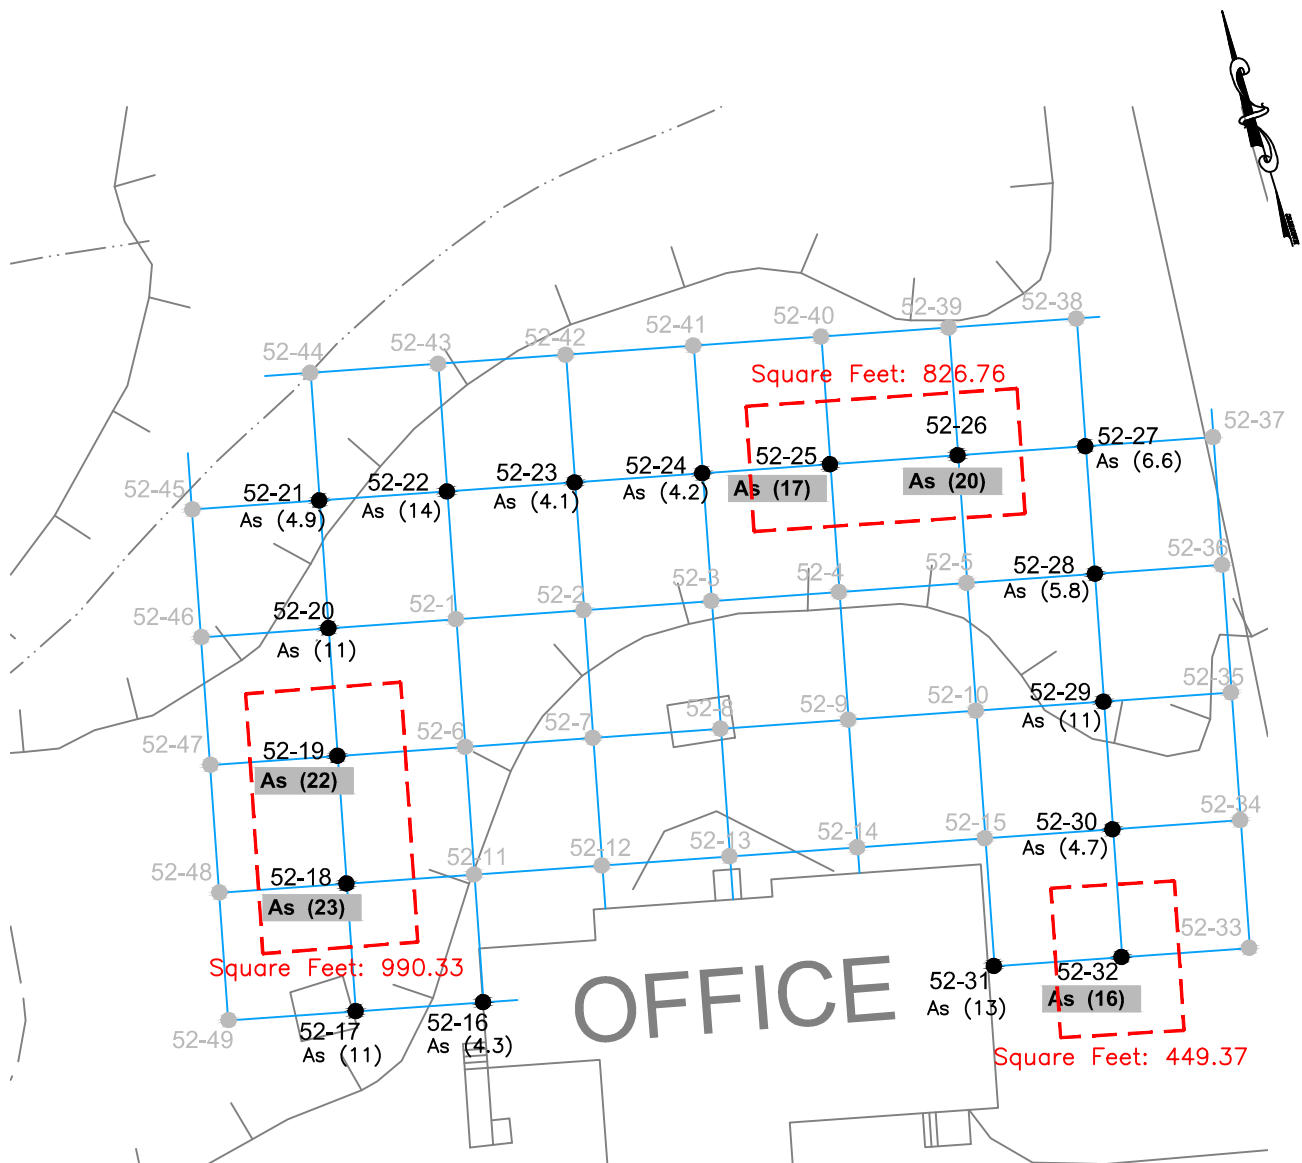 52-38
52-39
52-40
52-41
52-42
52-43
52-44
Square Feet: 826.76
52-37
52-27
As (6.6)
52-26
As (20)
52-25
As (17)
52-24
As (4.2)
52-23
As (4.1)
52-22
As (14)
52-21
As (4.9)
52-45
52-36
52-28
As (5.8)
52-5
52-4
52-3
52-2
52-1
52-20
As (11)
52-46
52-35
52-29
As (11)
52-10
52-9
52-8
52-7
52-6
52-19
As (22)
52-47
52-34
52-30
As (4.7)
52-15
52-14
52-13
52-12
52-11
52-18
As (23)
52-48
52-33
52-32
As (16)
52-31
As (13)
Square Feet: 990.33
OFFICE
52-16
As (4.3)
52-17
As (11)
52-49
Square Feet: 449.37